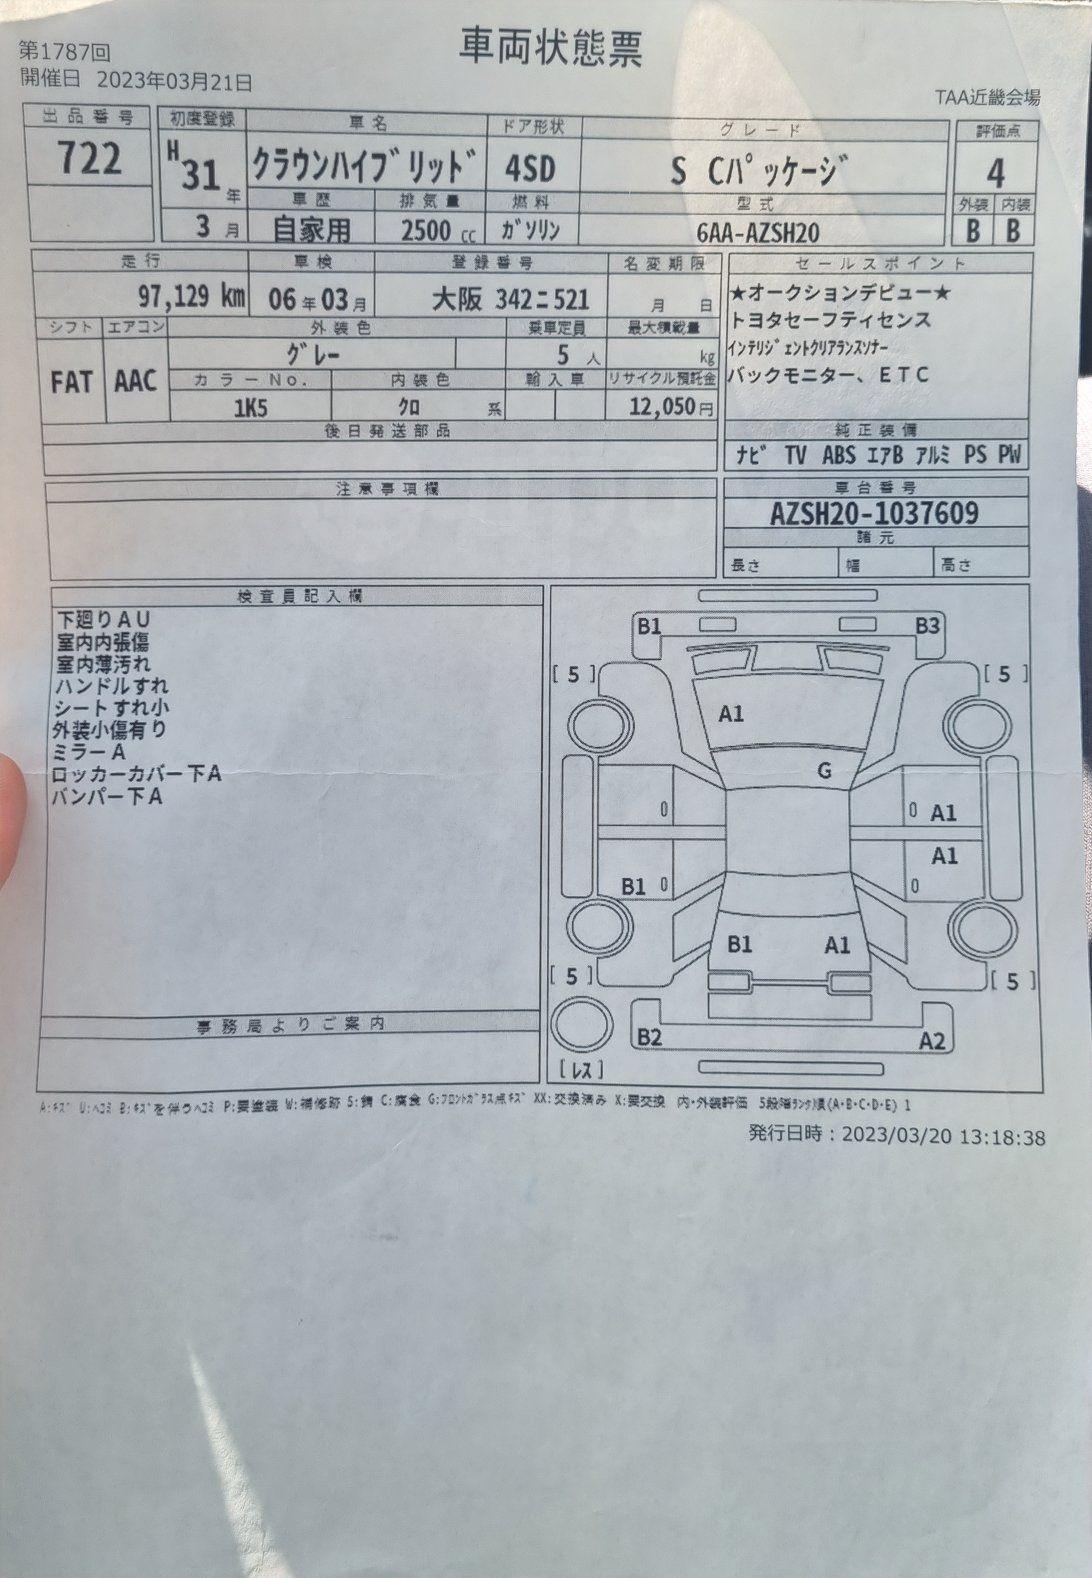 車両状態票
第1787回
開催日 2023年03月21日
TAA近畿会場
出品番号
722
初度登録
H31年
3月
車名
クラウンハイブリッド
ドア形状
4SD
グレード
S Cパッケージ
評価点
4
車歴
自家用
排気量
2500cc
燃料
ガソリン
型式
6AA-AZSH20
外装 内装
B B
走行
97,129 km
車検
06年03月
登録番号
大阪 342ニ521
名変期限
月 日
セールスポイント
★オークションデビュー★
トヨタセーフティセンス
インテリジェントクリアランスソナー
バックモニター、ETC
シフト
FAT
エアコン
AAC
外装色
グレー
乗車定員
5人
最大積載量
kg
カラーNo.
1K5
内装色
クロ 系
輸入車
リサイクル預託金
12,050円
後日発送部品
純正装備
ナビ TV ABS エアB アルミ PS PW
注意事項欄
車台番号
AZSH20-1037609
諸元
長さ 幅 高さ
検査員記入欄
下廻りAU
室内内張傷
室内薄汚れ
ハンドルすれ
シートすれ小
外装小傷有り
ミラーA
ロッカーカバー下A
バンパー下A
B1 B3
[5] [5]
A1
G
A1
A1
B1
B1 A1
[5] [5]
B2 A2
[レス]
事務局よりご案内
A:キズ U:ヘコミ B:キズを伴うヘコミ P:要塗装 W:補修跡 S:錆 C:腐食 G:フロントガラス点キズ XX:交換済み X:要交換 内・外装評価 5段階ランク順(A・B・C・D・E) 1
発行日時：2023/03/20 13:18:38